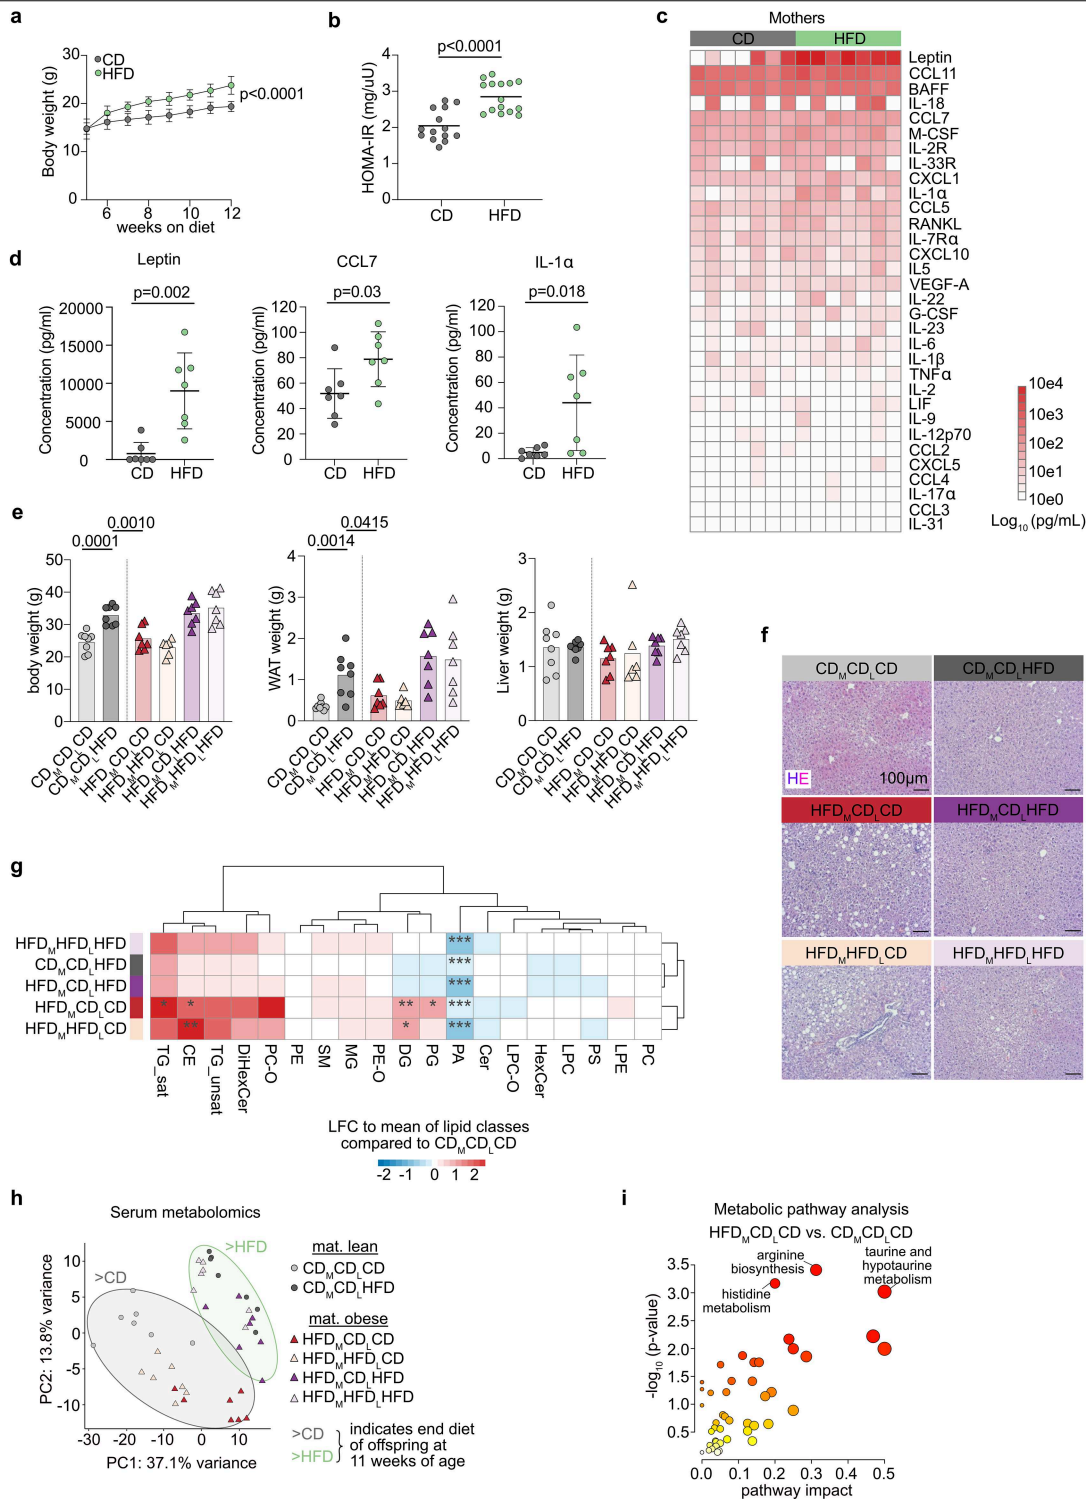 a
Body weight (g)
30
20
10
0
CD
HFD
p<0.0001
6
8
10
12
weeks on diet
b
HOMA-IR (mg/uU)
p<0.0001
4
3
2
1
0
CD
HFD
c
Mothers
CD
HFD
Leptin
CCL11
BAFF
IL-18
CCL7
M-CSF
IL-2R
IL-33R
CXCL1
IL-1α
CCL5
RANKL
IL-7Rα
CXCL10
IL5
VEGF-A
IL-22
G-CSF
IL-23
IL-6
IL-1β
TNFα
IL-2
LIF
IL-9
IL-12p70
CCL2
CXCL5
CCL4
IL-17α
CCL3
IL-31
10e4
10e3
10e2
10e1
10e0
Log10 (pg/mL)
d
Leptin
p=0.002
Concentration (pg/ml)
20000
15000
10000
5000
0
CD
HFD
CCL7
p=0.03
Concentration (pg/ml)
120
100
80
60
40
20
0
CD
HFD
IL-1α
p=0.018
Concentration (pg/ml)
120
100
80
60
40
20
0
CD
HFD
e
0.0010
0.0001
body weight (g)
50
40
30
20
10
0
CDMCDLCD
CDMCDLHFD
HFDMCDLCD
HFDMHFDLCD
HFDMCDLHFD
HFDMHFDLHFD
0.0415
0.0014
WAT weight (g)
4
3
2
1
0
CDMCDLCD
CDMCDLHFD
HFDMCDLCD
HFDMHFDLCD
HFDMCDLHFD
HFDMHFDLHFD
Liver weight (g)
3
2
1
0
CDMCDLCD
CDMCDLHFD
HFDMCDLCD
HFDMHFDLCD
HFDMCDLHFD
HFDMHFDLHFD
f
CDMCDLCD
CDMCDLHFD
HE
100µm
HFDMCDLCD
HFDMCDLHFD
HFDMHFDLCD
HFDMHFDLHFD
g
HFDMHFDLHFD
***
CDMCDLHFD
***
HFDMCDLHFD
***
HFDMCDLCD
* * ** * ***
HFDMHFDLCD
** * ***
TG_sat
CE
TG_unsat
DiHexCer
PC-O
PE
SM
MG
PE-O
DG
PG
PA
Cer
LPC-O
HexCer
LPC
PS
LPE
PC
LFC to mean of lipid classes
compared to CDMCDLCD
-2 -1 0 1 2
h
Serum metabolomics
PC2: 13.8% variance
10
5
0
-5
-10
>HFD
>CD
-30
-20
-10
0
10
PC1: 37.1% variance
mat. lean
CDMCDLCD
CDMCDLHFD
mat. obese
HFDMCDLCD
HFDMHFDLCD
HFDMCDLHFD
HFDMHFDLHFD
>CD
>HFD
indicates end diet
of offspring at
11 weeks of age
i
Metabolic pathway analysis
HFDMCDLCD vs. CDMCDLCD
arginine
biosynthesis
taurine and
hypotaurine
metabolism
histidine
metabolism
-log10 (p-value)
3.5
3.0
2.5
2.0
1.5
1.0
0.5
0.0
0.1
0.2
0.3
0.4
0.5
pathway impact